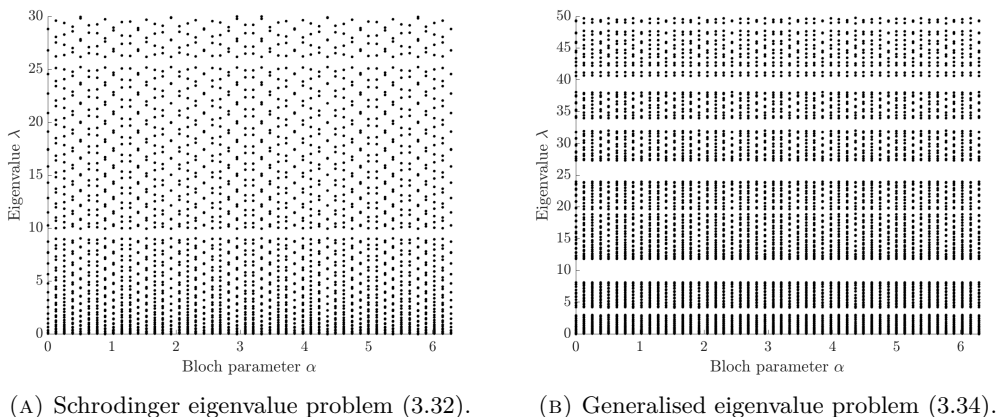 30
25
20
15
10
5
0
Eigenvalue λ
0 1 2 3 4 5 6
Bloch parameter α
(A) Schrodinger eigenvalue problem (3.32).
50
45
40
35
30
25
20
15
10
5
0
Eigenvalue λ
0 1 2 3 4 5 6
Bloch parameter α
(B) Generalised eigenvalue problem (3.34).